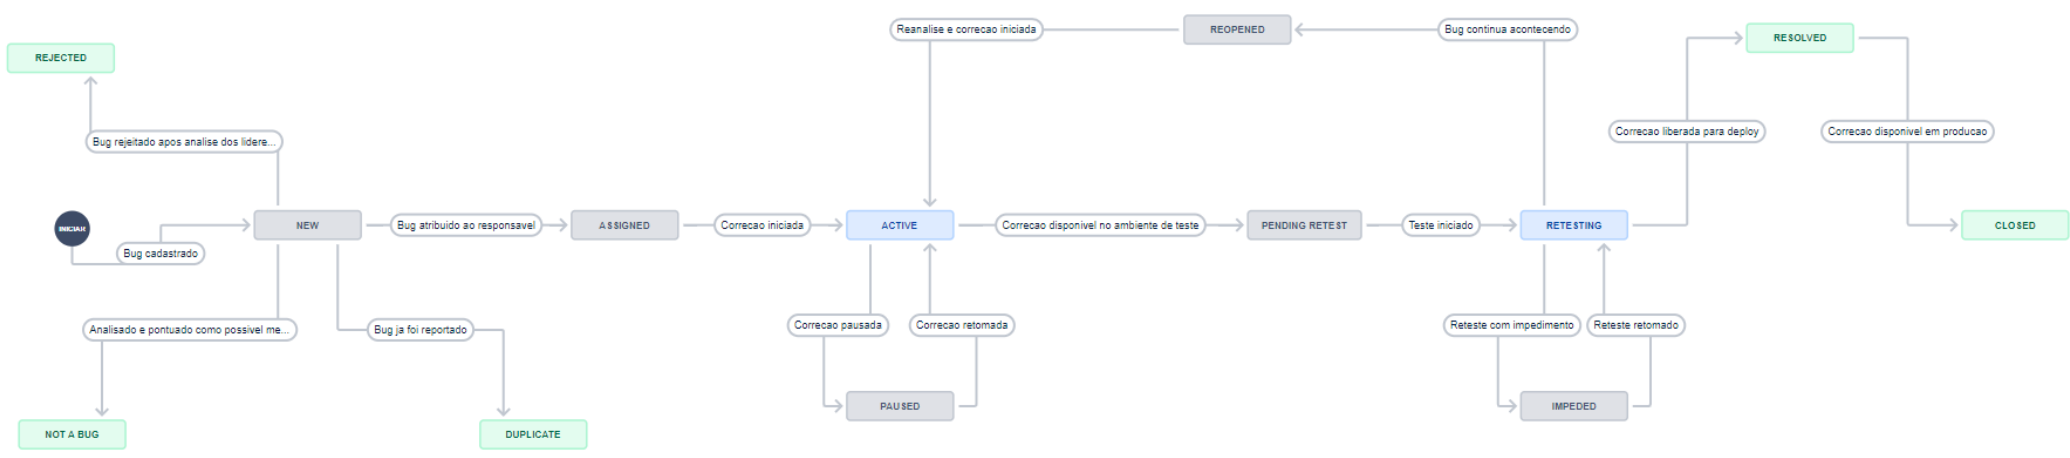 Reanalise e correcao iniciada
REOPENED
Bug continua acontecendo
RESOLVED
REJECTED
Bug rejeitado apos analise dos lidere...
Correcao liberada para deploy
Correcao disponivel em producao
INICIAR
Bug cadastrado
NEW
Bug atribuido ao responsavel
ASSIGNED
Correcao iniciada
ACTIVE
Correcao disponivel no ambiente de teste
PENDING RETEST
Teste iniciado
RETESTING
CLOSED
Analisado e pontuado como possivel me...
Bug ja foi reportado
Correcao pausada
Correcao retomada
Reteste com impedimento
Reteste retomado
PAUSED
IMPEDED
NOT A BUG
DUPLICATE